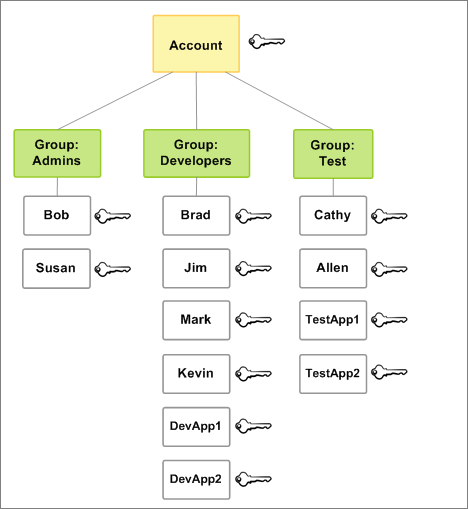 Account
Group:
Admins
Group:
Developers
Group:
Test
Bob
Brad
Cathy
Susan
Jim
Allen
Mark
TestApp1
Kevin
TestApp2
DevApp1
DevApp2